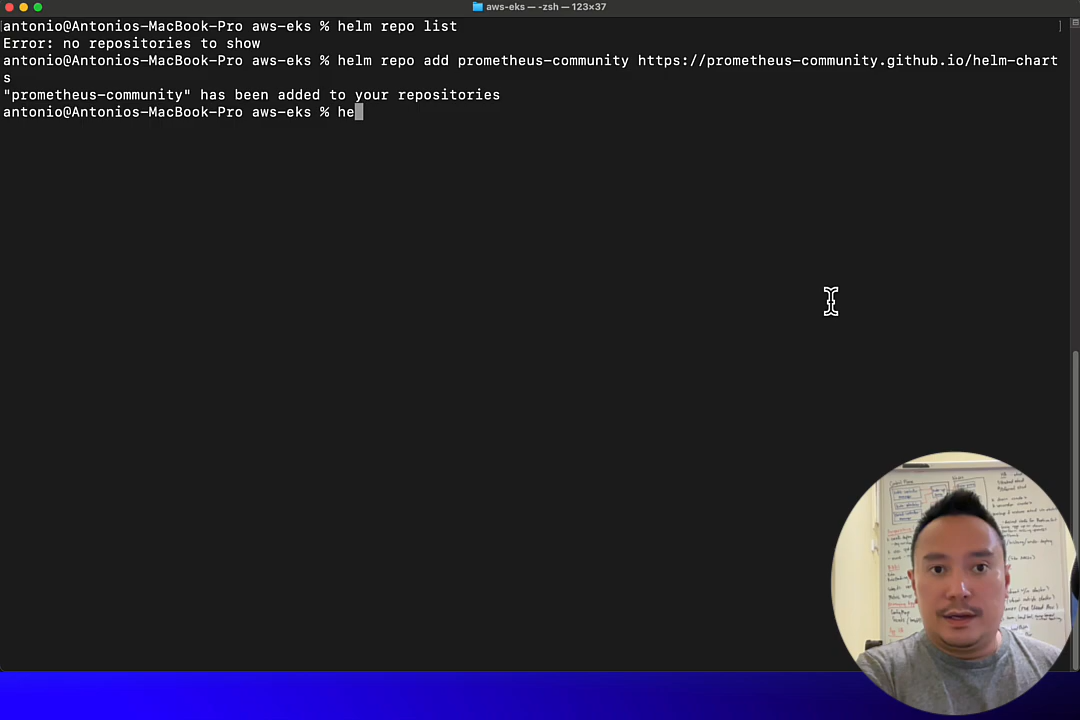 aws-eks — -zsh — 123×37
antonio@Antonios-MacBook-Pro aws-eks % helm repo list
Error: no repositories to show
antonio@Antonios-MacBook-Pro aws-eks % helm repo add prometheus-community https://prometheus-community.github.io/helm-chart
s
"prometheus-community" has been added to your repositories
antonio@Antonios-MacBook-Pro aws-eks % he